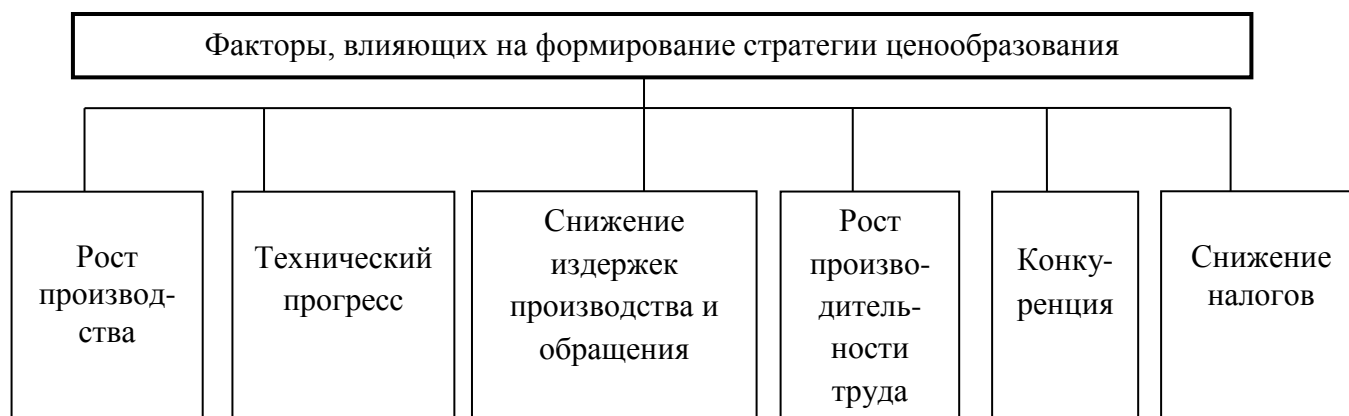 Факторы, влияющих на формирование стратегии ценообразования
Рост
производ-
ства
Технический
прогресс
Снижение
издержек
производства и
обращения
Рост
произво-
дитель-
ности
труда
Конку-
ренция
Снижение
налогов